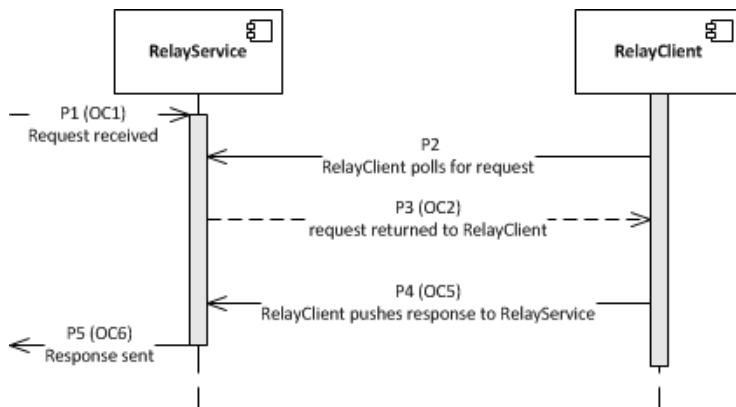 RelayService
RelayClient
P1 (OC1)
Request received
P2
RelayClient polls for request
P3 (OC2)
request returned to RelayClient
P4 (OC5)
RelayClient pushes response to RelayService
P5 (OC6)
Response sent